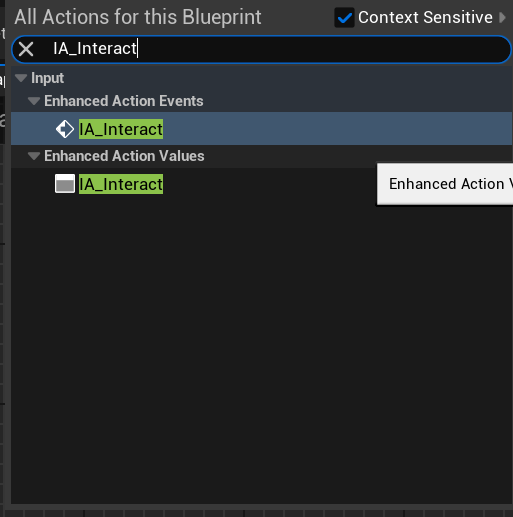 All Actions for this Blueprint
Context Sensitive
IA_Interact
Input
Enhanced Action Events
IA_Interact
Enhanced Action Values
IA_Interact
Enhanced Action